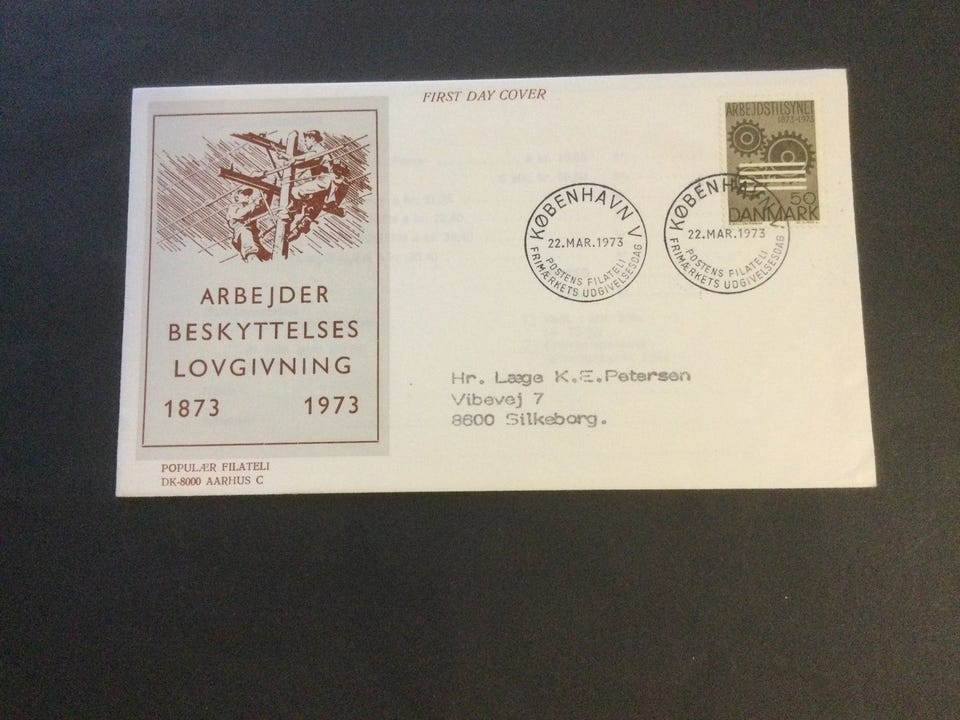 FIRST DAY COVER
ARBEJDSTILSYNET
1873-1973
50
DANMARK
KØBENHAVN V
22.MAR.1973
POSTENS FILATELI
FRIMÆRKETS UDGIVELSESDAG
KØBENHAVN V
22.MAR.1973
POSTENS FILATELI
FRIMÆRKETS UDGIVELSESDAG
ARBEJDER
BESKYTTELSES
LOVGIVNING
1873 1973
Hr. Læge K.E.Petersen
Vibevej 7
8600 Silkeborg.
POPULÆR FILATELI
DK-8000 AARHUS C